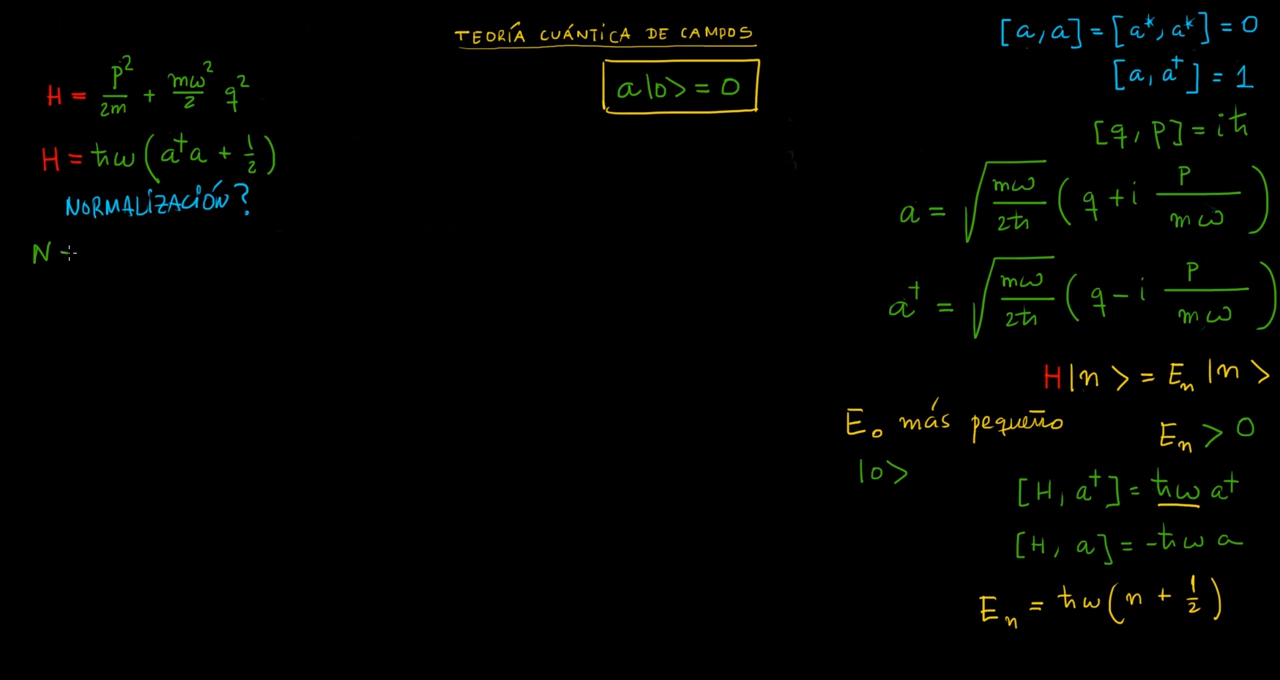 TEORÍA CUÁNTICA DE CAMPOS
a|0> = 0
H = p²/2m + mω²/2 q²
H = ħω(a†a + 1/2)
NORMALIZACIÓN?
N -
[a, a] = [a*, a*] = 0
[a, a†] = 1
[q, p] = iħ
a = √(mω/2ħ) (q + i p/mω)
a† = √(mω/2ħ) (q - i p/mω)
H|n> = Eₙ|n>
E₀ más pequeño
Eₙ > 0
|0>
[H, a†] = ħω a†
[H, a] = -ħω a
Eₙ = ħω(n + 1/2)